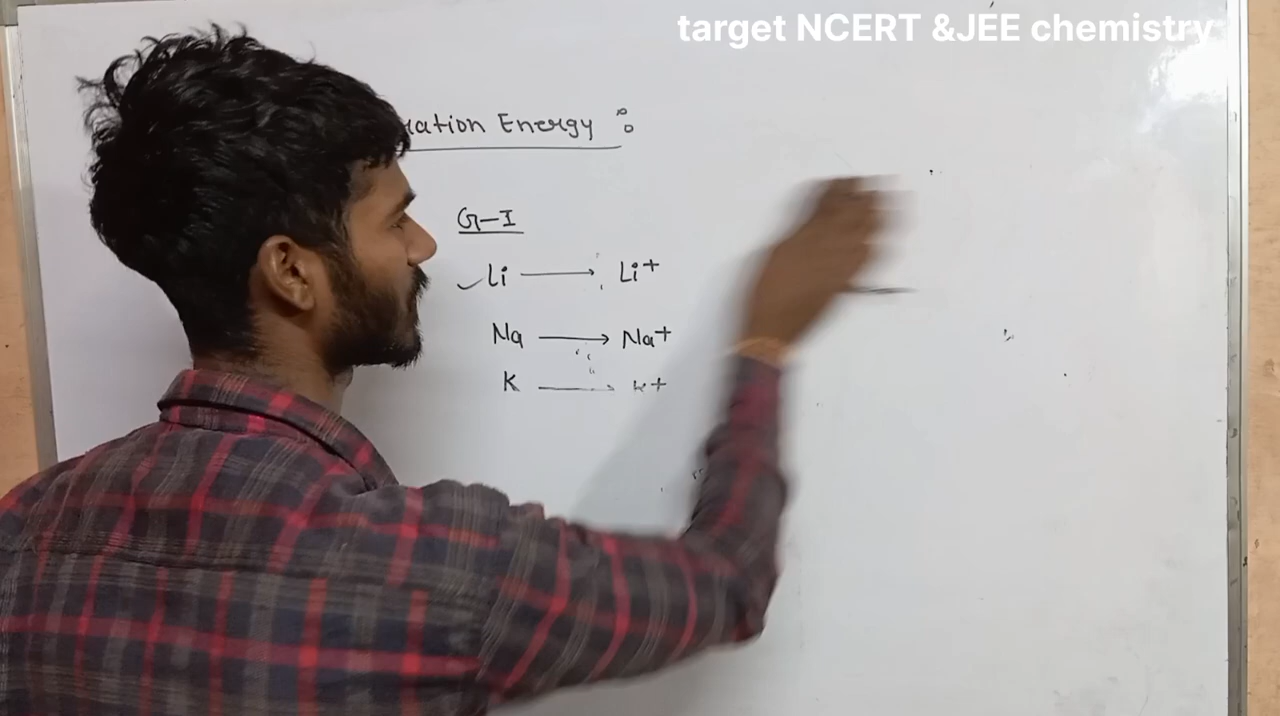 target NCERT &JEE chemistry
ation Energy :
G-I
Li → Li+
Na → Na+
K → K+